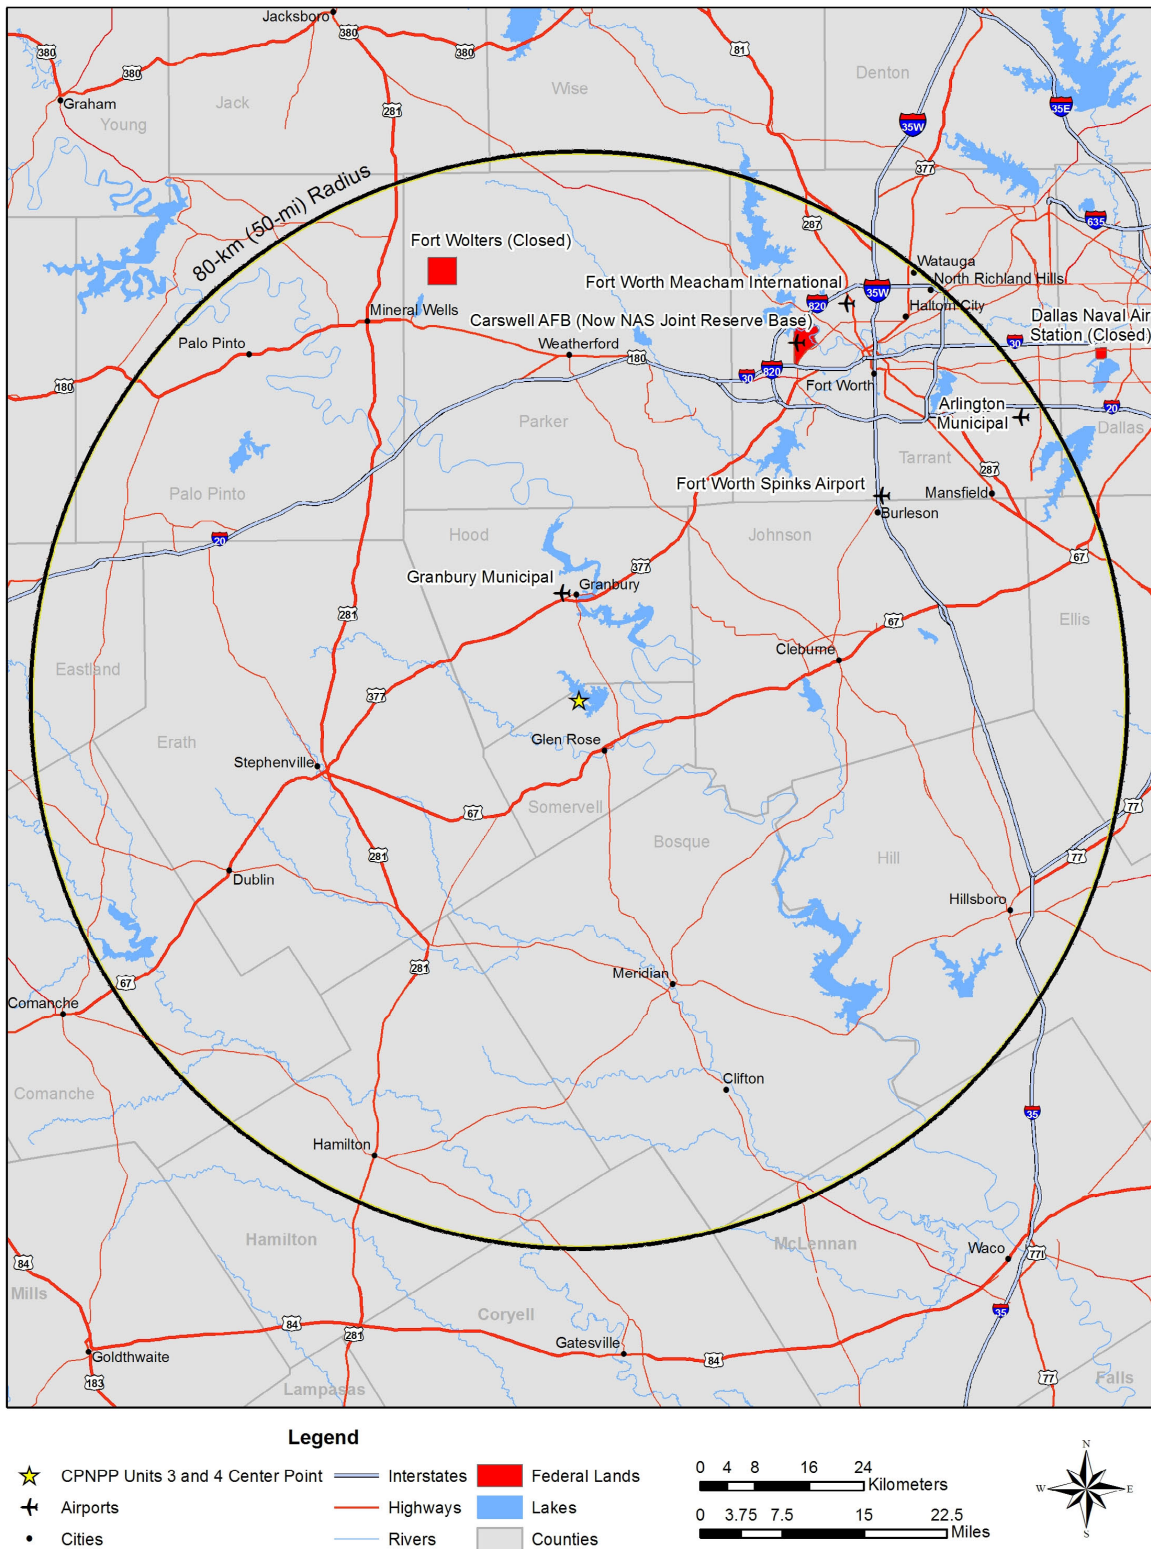 Jacksboro
380
380
380
380
81
Denton
Jack
Wise
35E
Graham
281
35W
Young
377
80-km (50-mi) Radius
287
635
Fort Wolters (Closed)
Watauga
Fort Worth Meacham International
North Richland Hills
35W
820
Haltom City
Mineral Wells
Carswell AFB (Now NAS Joint Reserve Base)
Dallas Naval Air
Station (Closed)
Palo Pinto
Weatherford
180
30
180
30
820
Fort Worth
Arlington
Municipal
20
Parker
Dallas
Tarrant
287
Palo Pinto
Fort Worth Spinks Airport
Mansfield
Burleson
Hood
Johnson
20
67
377
Granbury Municipal
Granbury
281
67
Ellis
Cleburne
Eastland
377
Erath
Glen Rose
Stephenville
Somervell
67
77
Bosque
281
Hill
77
Dublin
Hillsboro
281
Meridian
67
Comanche
Clifton
Comanche
35
Hamilton
Hamilton
McLennan
Waco
77
84
Mills
Coryell
35
84
281
Gatesville
84
Goldthwaite
183
Lampasas
77
Falls
Legend
CPNPP Units 3 and 4 Center Point
Interstates
Federal Lands
0 4 8 16 24
Kilometers
N
W E
S
Airports
Highways
Lakes
0 3.75 7.5 15 22.5
Miles
Cities
Rivers
Counties